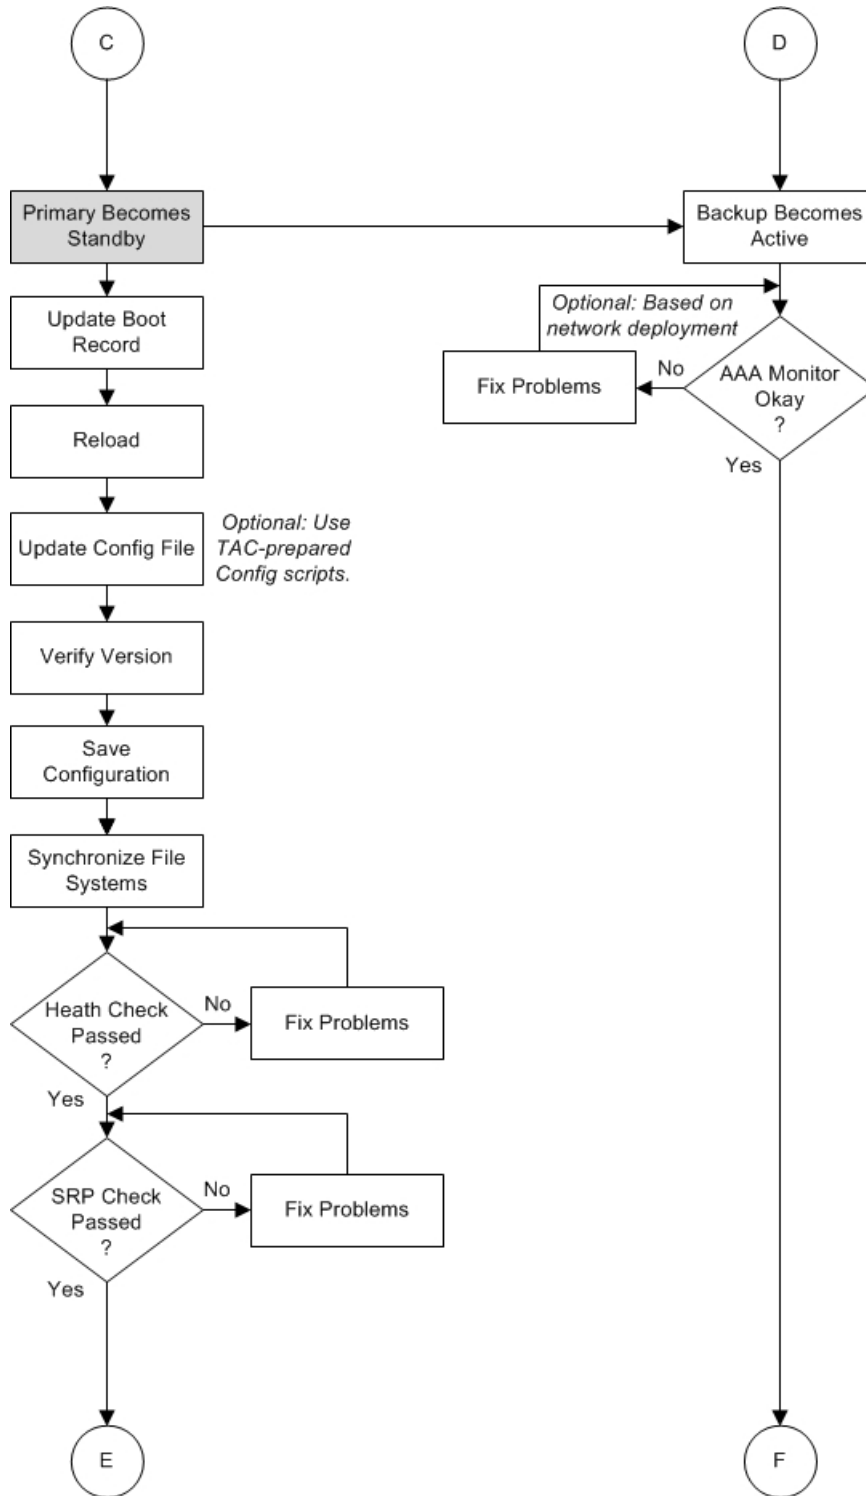 C
D
Primary Becomes
Standby
Backup Becomes
Active
Update Boot
Record
Optional: Based on
network deployment
Fix Problems
No
AAA Monitor
Okay
?
Yes
Reload
Update Config File
Optional: Use
TAC-prepared
Config scripts.
Verify Version
Save
Configuration
Synchronize File
Systems
Heath Check
Passed
?
No
Fix Problems
Yes
SRP Check
Passed
?
No
Fix Problems
Yes
E
F